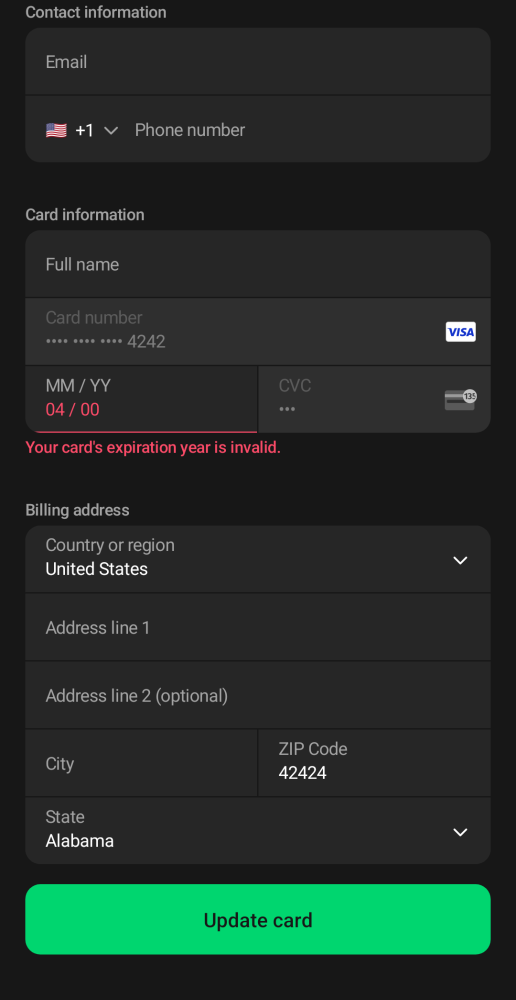 Contact information
Email
+1 Phone number
Card information
Full name
Card number
•••• •••• •••• 4242
VISA
MM / YY
04 / 00
CVC
•••
135
Your card's expiration year is invalid.
Billing address
Country or region
United States
Address line 1
Address line 2 (optional)
City
ZIP Code
42424
State
Alabama
Update card